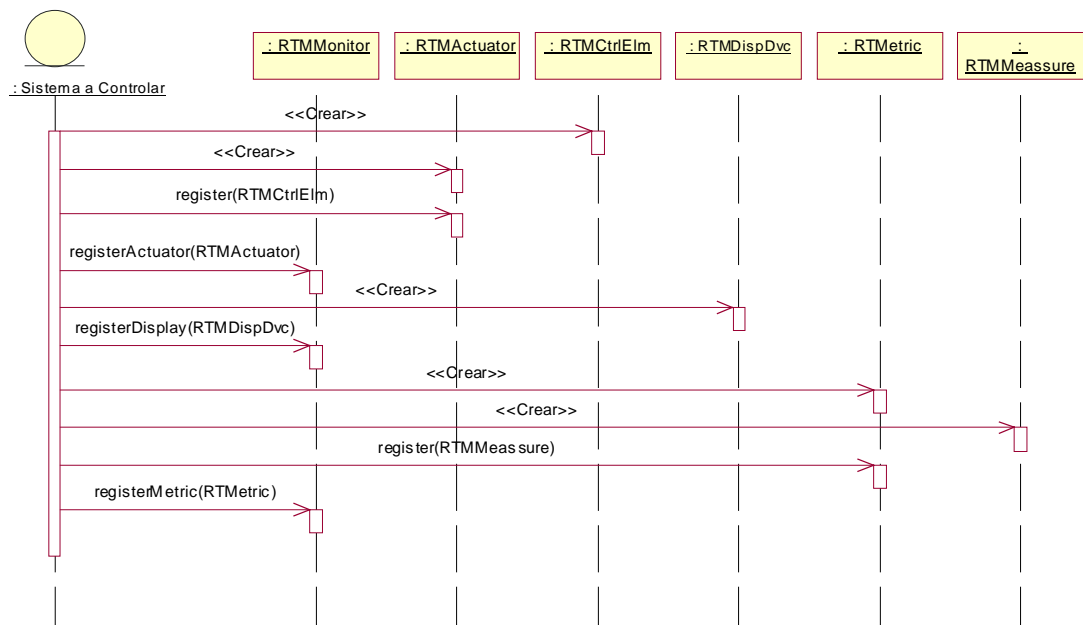 : Sistema a Controlar
: RTMMonitor
: RTMActuator
: RTMCtrlElm
: RTMDispDvc
: RTMetric
:
RTMMeassure
<<Crear>>
<<Crear>>
register(RTMCtrlElm)
registerActuator(RTMActuator)
<<Crear>>
registerDisplay(RTMDispDvc)
<<Crear>>
<<Crear>>
register(RTMMeassure)
registerMetric(RTMetric)